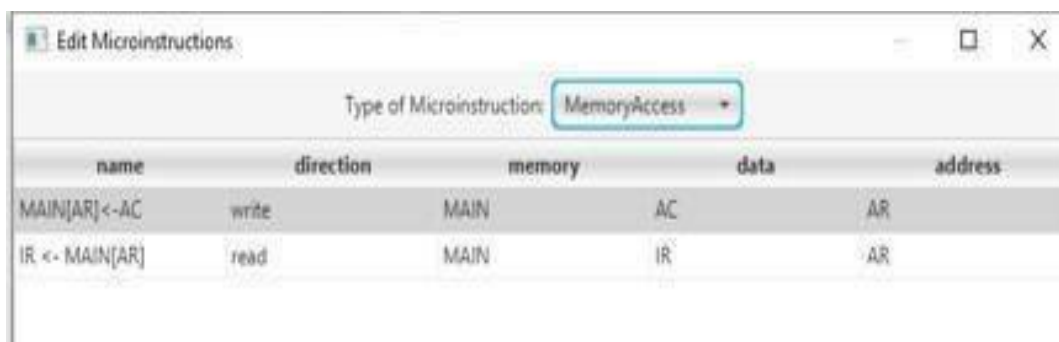 Edit Microinstructions
Type of Microinstruction: MemoryAccess
name direction memory data address
MAIN[AR]<-AC write MAIN AC AR
IR <- MAIN[AR] read MAIN IR AR